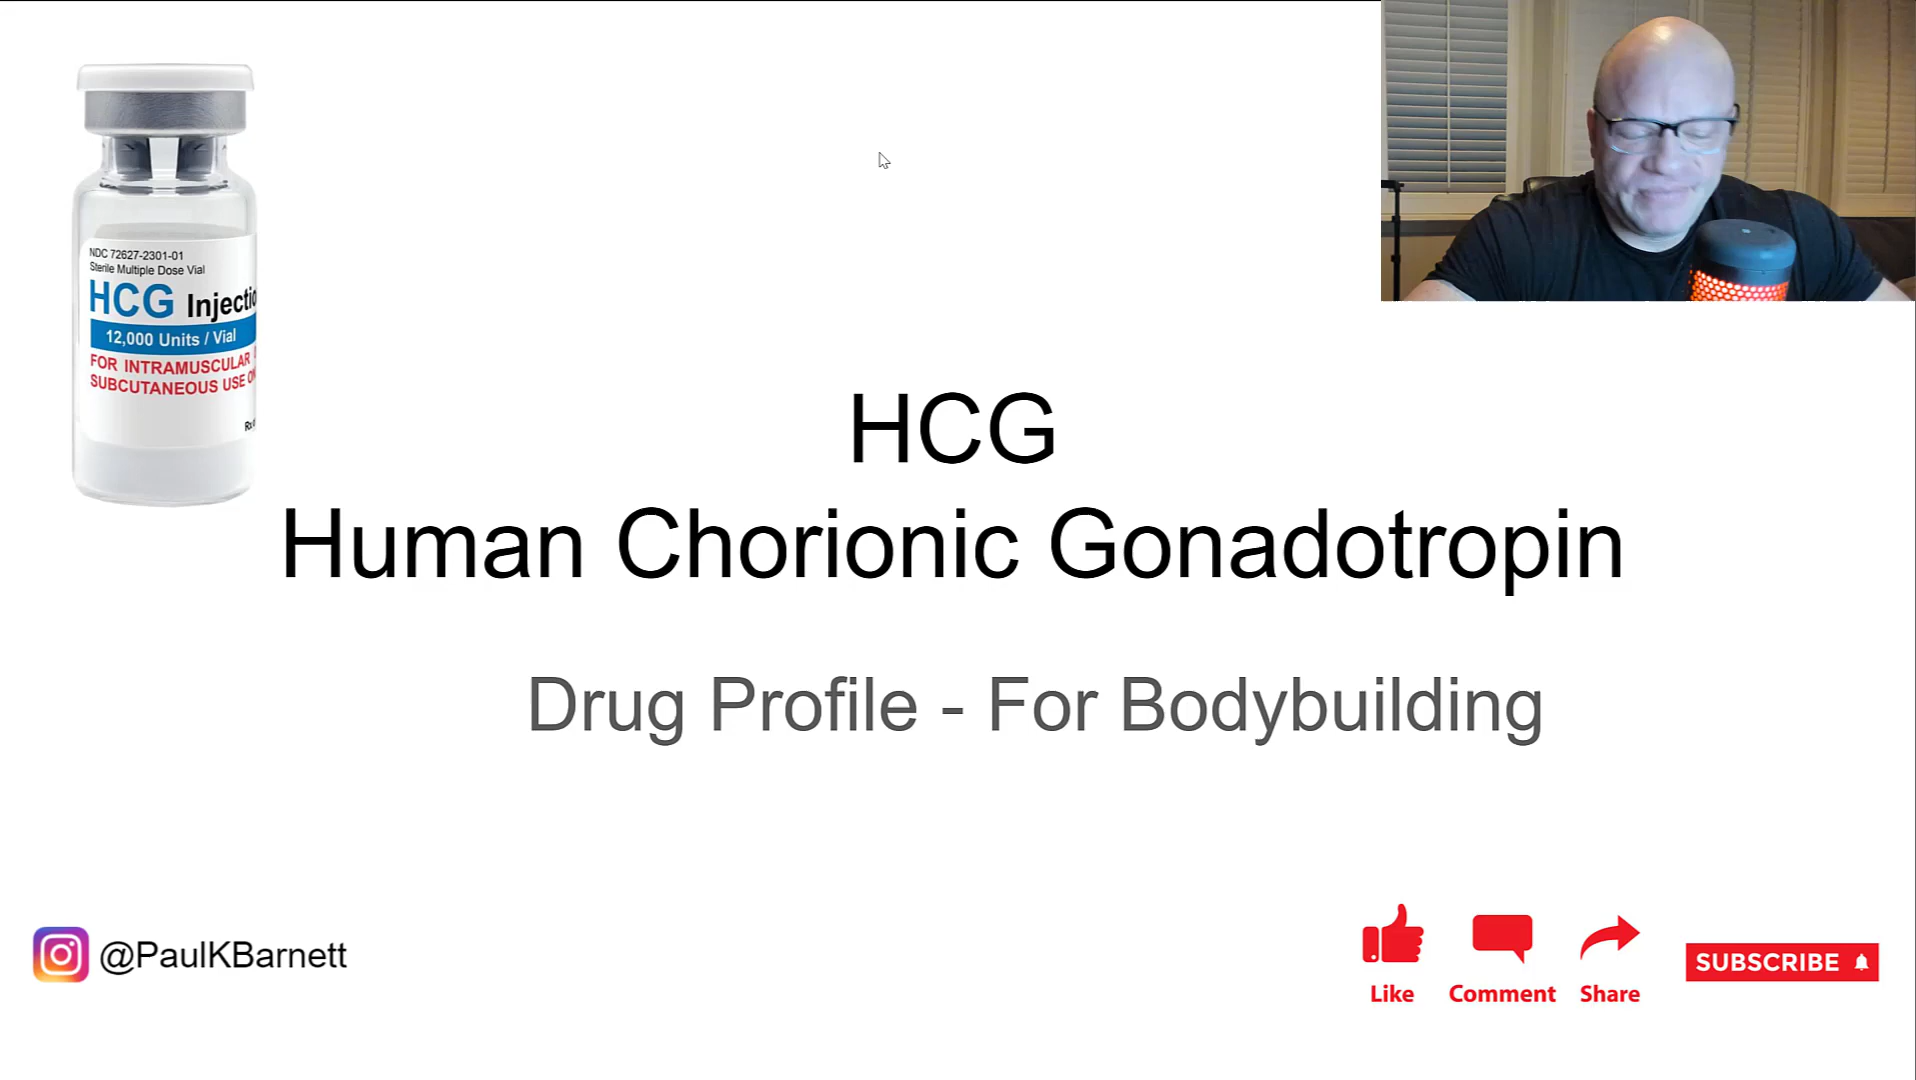 NDC 72627-2301-01
Sterile Multiple Dose Vial
HCG Injectio
12,000 Units / Vial
FOR INTRAMUSCULAR
SUBCUTANEOUS USE
HCG
Human Chorionic Gonadotropin
Drug Profile - For Bodybuilding
@PaulKBarnett
Like
Comment
Share
SUBSCRIBE